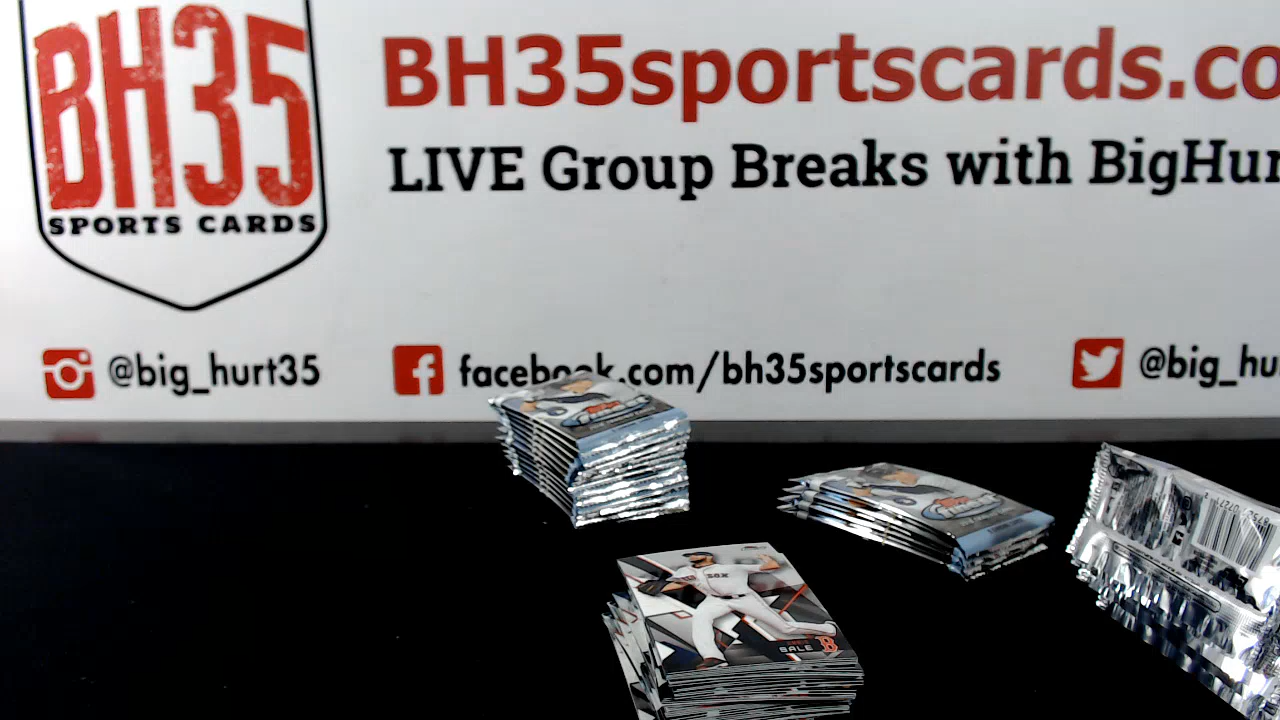 BH35
SPORTS CARDS
BH35sportscards.co
LIVE Group Breaks with BigHur
@big_hurt35
facebook.com/bh35sportscards
@big_hu
SOX
SALE
B